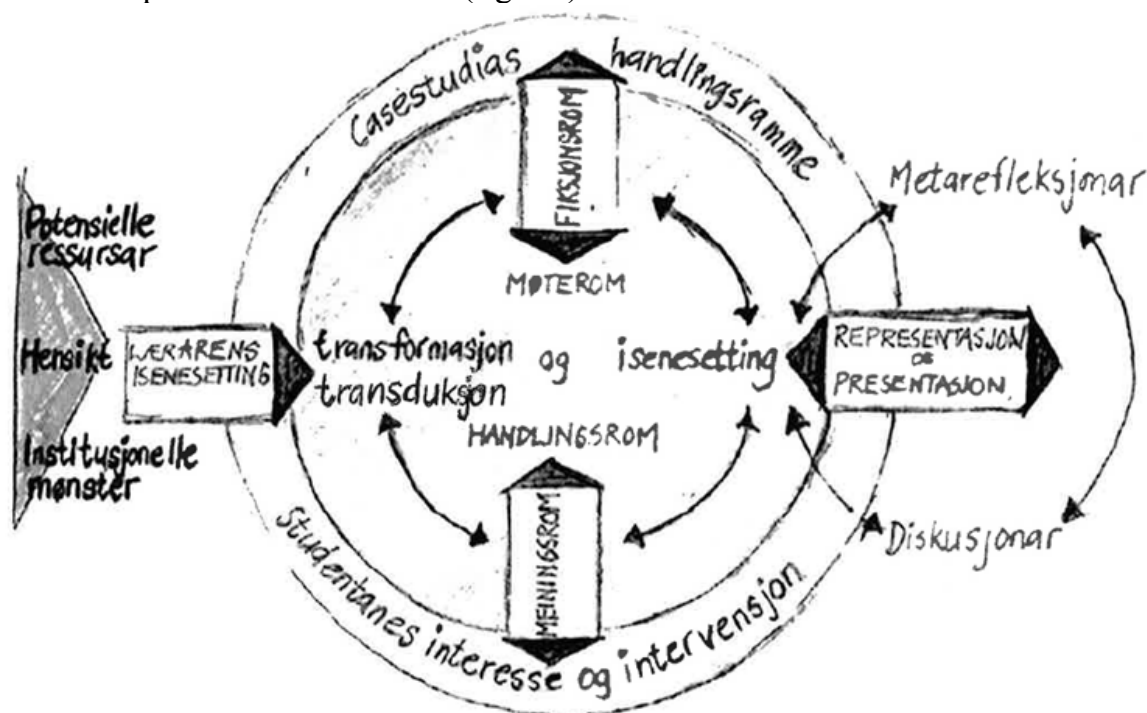 Casestudias handlingsramme
FIKSJONSROM
Metarefleksjonar
Potensielle
ressursar
MØTEROM
Hensikt
LÆRARENS
ISENESETTING
transformasjon
transduksjon
og isenesetting
REPRESENTASJON
OG
PRESENTASJON
HANDLINGSROM
Institusjonelle
mønster
MEININGSROM
Diskusjonar
Studentanes interesse og intervensjon